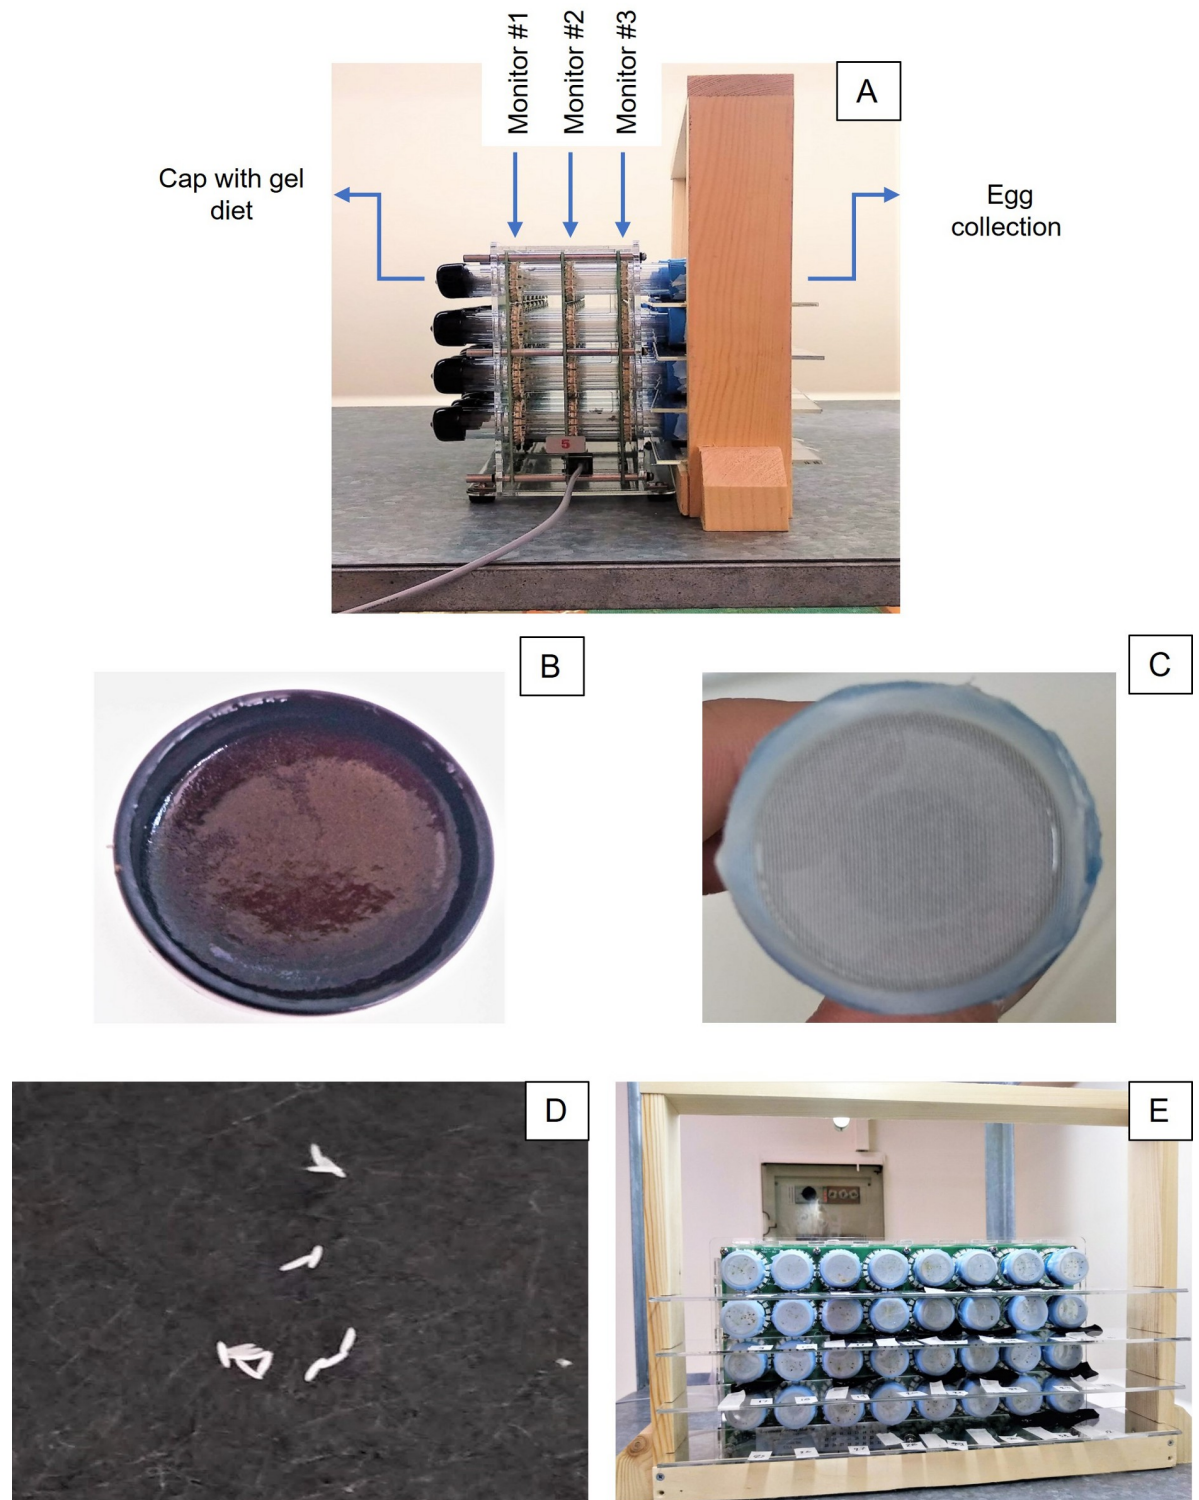 Monitor #1
Monitor #2
Monitor #3
A
Cap with gel
diet
Egg
collection
5
B
C
D
E